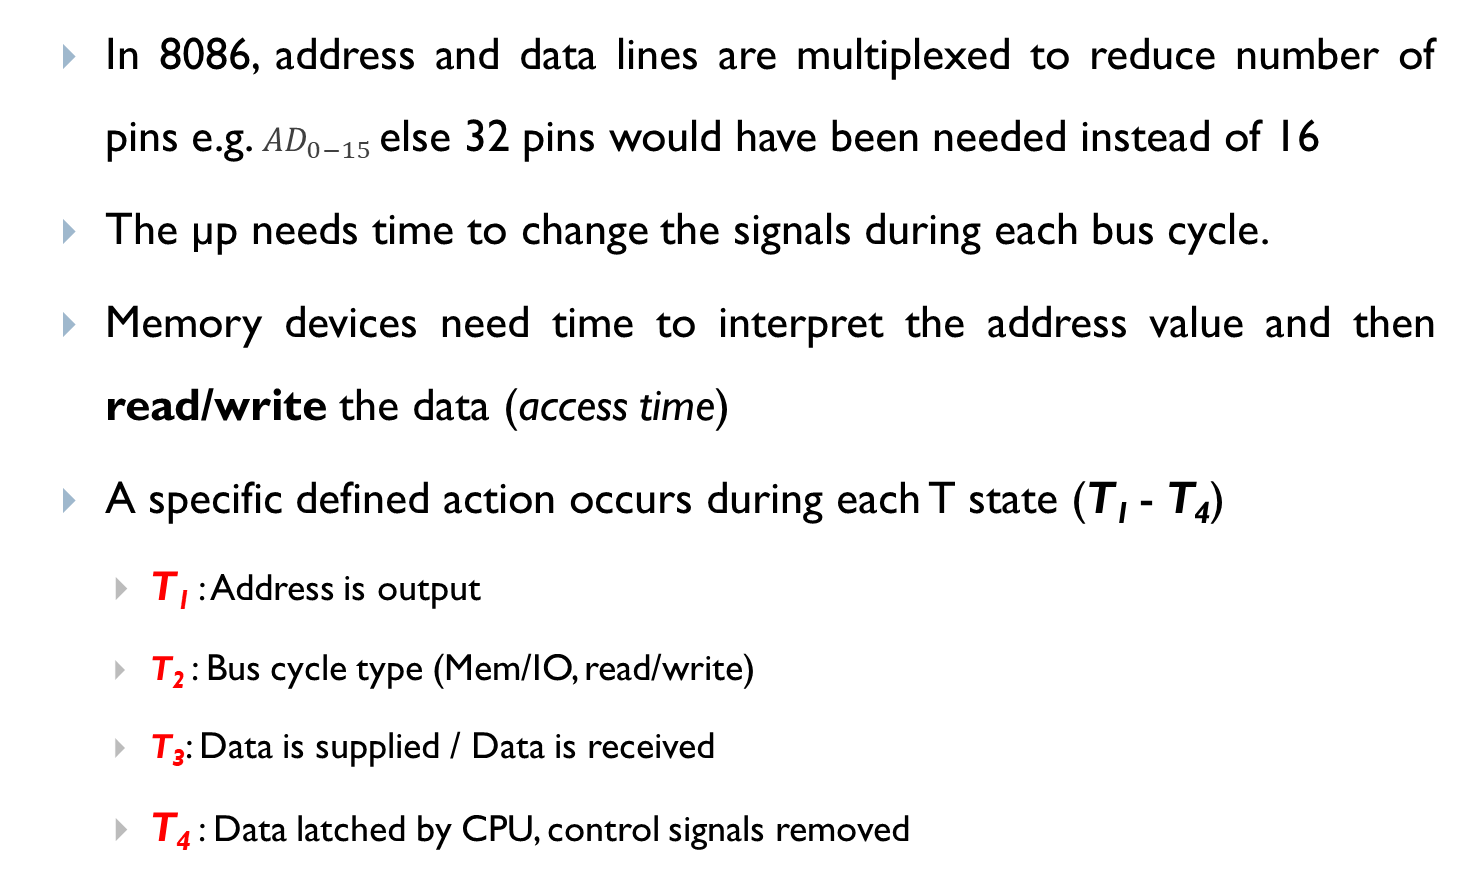 In 8086, address and data lines are multiplexed to reduce number of
pins e.g. AD₀₋₁₅ else 32 pins would have been needed instead of 16
The µp needs time to change the signals during each bus cycle.
Memory devices need time to interpret the address value and then
read/write the data (access time)
A specific defined action occurs during each T state (T₁ - T₄)
T₁ : Address is output
T₂ : Bus cycle type (Mem/IO, read/write)
T₃: Data is supplied / Data is received
T₄ : Data latched by CPU, control signals removed